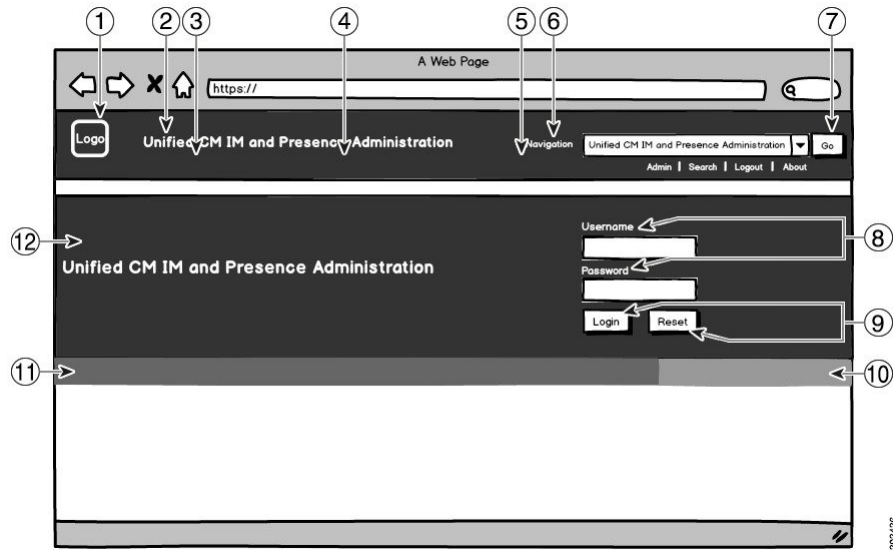 1 2 3 4 5 6 7
A Web Page
https://
Logo
Unified CM IM and Presence Administration
Navigation
Unified CM IM and Presence Administration
Go
Admin | Search | Logout | About
12
Unified CM IM and Presence Administration
Username
8
Password
Login Reset
9
11
10